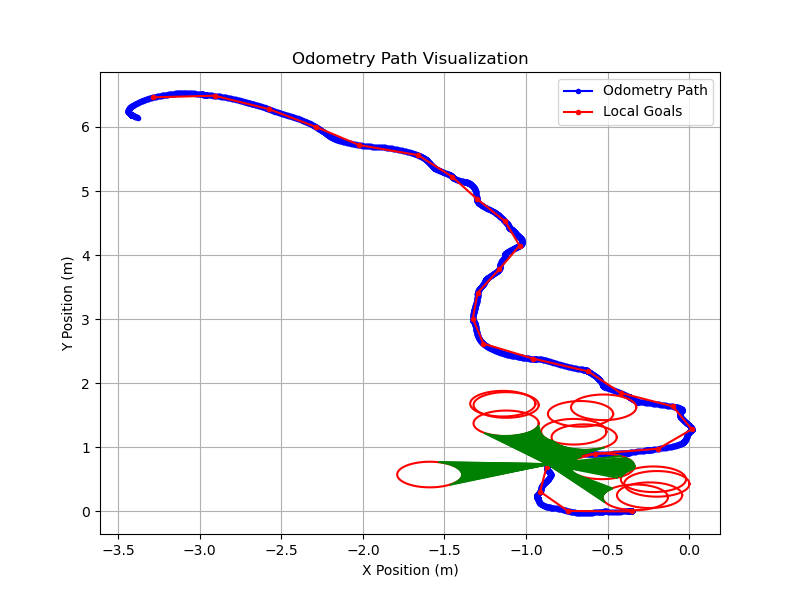 Odometry Path Visualization
Odometry Path
Local Goals
Y Position (m)
6
5
4
3
2
1
0
−3.5 −3.0 −2.5 −2.0 −1.5 −1.0 −0.5 0.0
X Position (m)